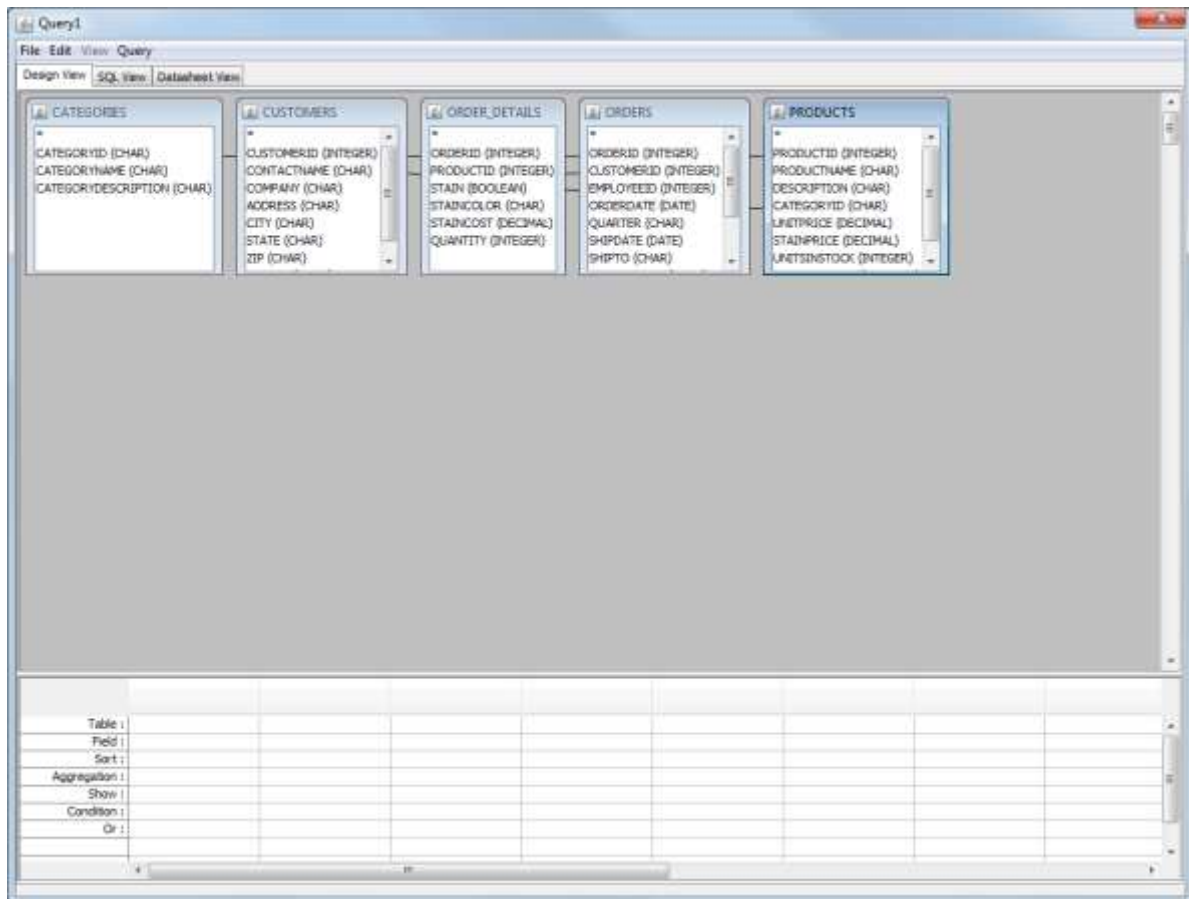 Query1
File Edit View Query
Design View SQL View Datasheet View
CATEGORIES
*
CATEGORYID (CHAR)
CATEGORYNAME (CHAR)
CATEGORYDESCRIPTION (CHAR)
CUSTOMERS
*
CUSTOMERID (INTEGER)
CONTACTNAME (CHAR)
COMPANY (CHAR)
ADDRESS (CHAR)
CITY (CHAR)
STATE (CHAR)
ZIP (CHAR)
ORDER_DETAILS
*
ORDERID (INTEGER)
PRODUCTID (INTEGER)
STAIN (BOOLEAN)
STAINCOLOR (CHAR)
STAINCOST (DECIMAL)
QUANTITY (INTEGER)
ORDERS
*
ORDERID (INTEGER)
CUSTOMERID (INTEGER)
EMPLOYEEID (INTEGER)
ORDERDATE (DATE)
QUARTER (CHAR)
SHIPDATE (DATE)
SHIPTO (CHAR)
PRODUCTS
*
PRODUCTID (INTEGER)
PRODUCTNAME (CHAR)
DESCRIPTION (CHAR)
CATEGORYID (CHAR)
UNITPRICE (DECIMAL)
STAINPRICE (DECIMAL)
UNITSINSTOCK (INTEGER)
Table :
Field :
Sort :
Aggregation :
Show :
Condition :
Or :